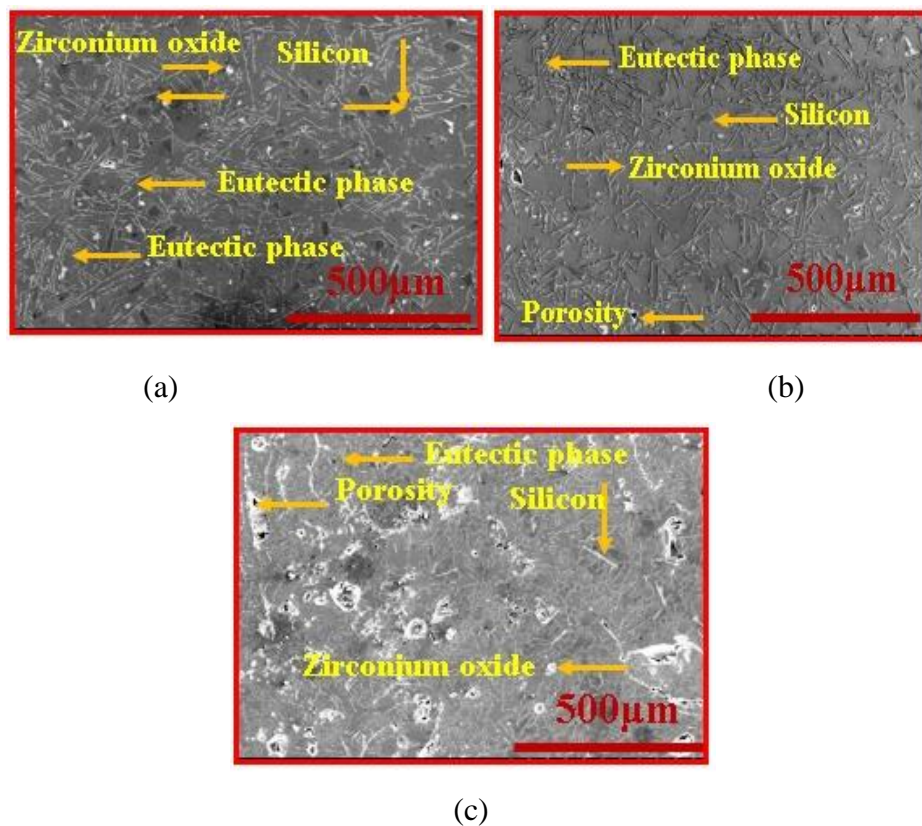 Zirconium oxide
Silicon
Eutectic phase
Eutectic phase
500µm
(a)
Eutectic phase
Silicon
Zirconium oxide
500µm
Porosity
(b)
Eutectic phase
Porosity
Silicon
Zirconium oxide
500µm
(c)